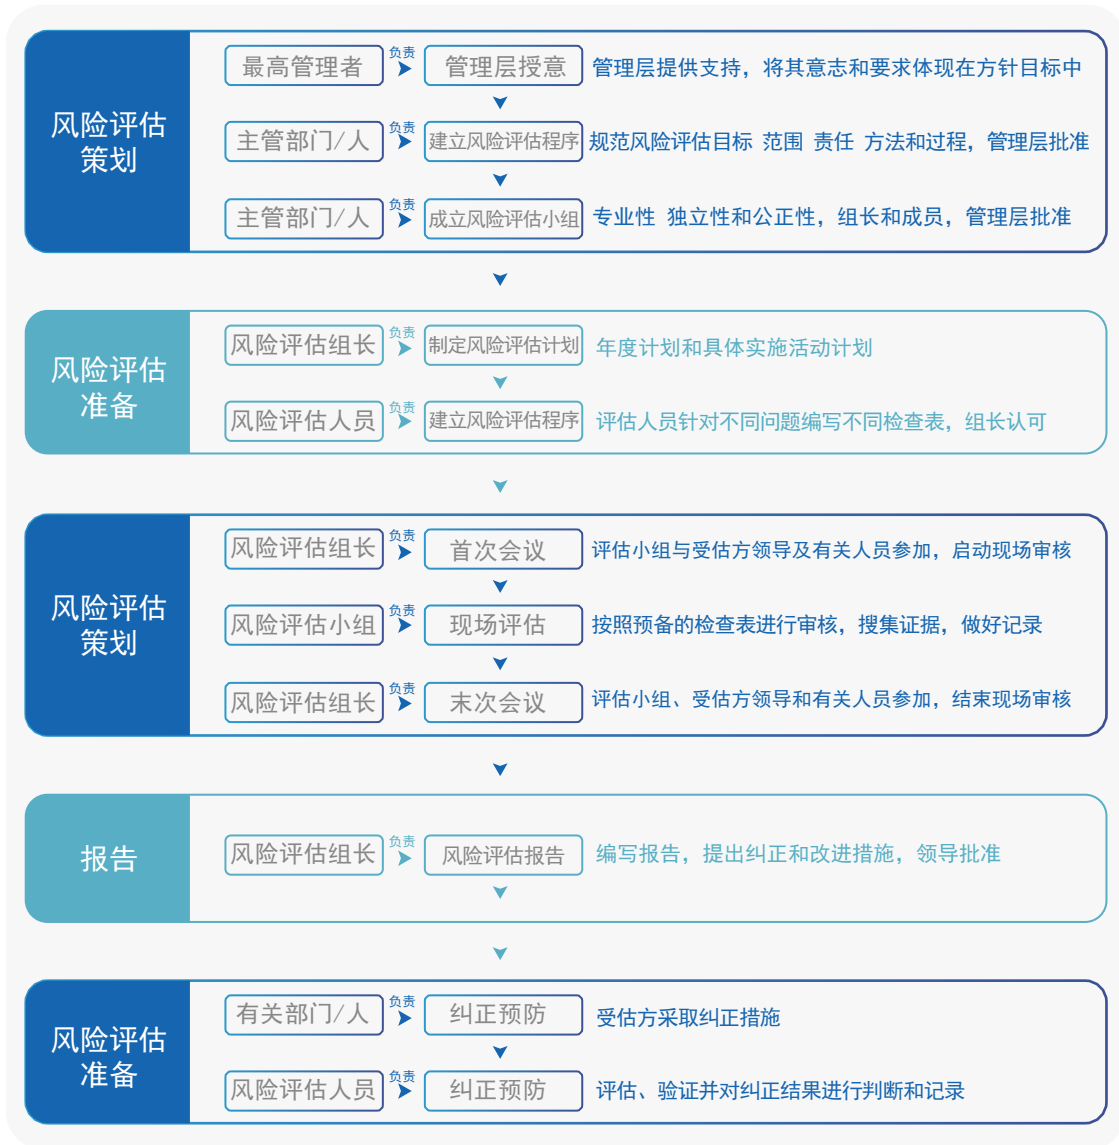 风险评估
策划
最高管理者 负责 管理层授意 管理层提供支持，将其意志和要求体现在方针目标中
主管部门/人 负责 建立风险评估程序 规范风险评估目标 范围 责任 方法和过程，管理层批准
主管部门/人 负责 成立风险评估小组 专业性 独立性和公正性，组长和成员，管理层批准
风险评估
准备
风险评估组长 负责 制定风险评估计划 年度计划和具体实施活动计划
风险评估人员 负责 建立风险评估程序 评估人员针对不同问题编写不同检查表，组长认可
风险评估
策划
风险评估组长 负责 首次会议 评估小组与受估方领导及有关人员参加，启动现场审核
风险评估小组 负责 现场评估 按照预备的检查表进行审核，搜集证据，做好记录
风险评估组长 负责 末次会议 评估小组、受估方领导和有关人员参加，结束现场审核
报告
风险评估组长 负责 风险评估报告 编写报告，提出纠正和改进措施，领导批准
风险评估
准备
有关部门/人 负责 纠正预防 受估方采取纠正措施
风险评估人员 负责 纠正预防 评估、验证并对纠正结果进行判断和记录